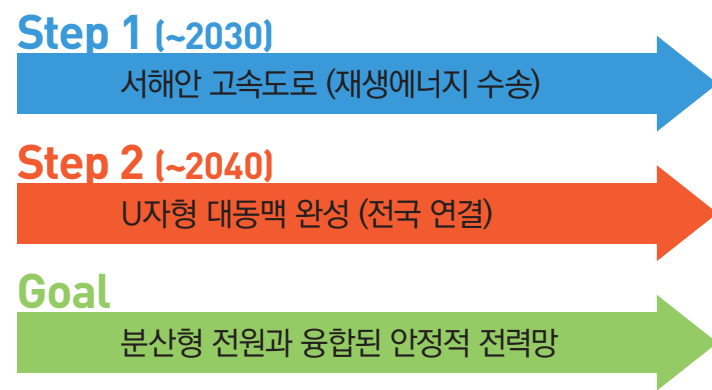 Step 1 (~2030)
서해안 고속도로 (재생에너지 수송)
Step 2 (~2040)
U자형 대동맥 완성 (전국 연결)
Goal
분산형 전원과 융합된 안정적 전력망